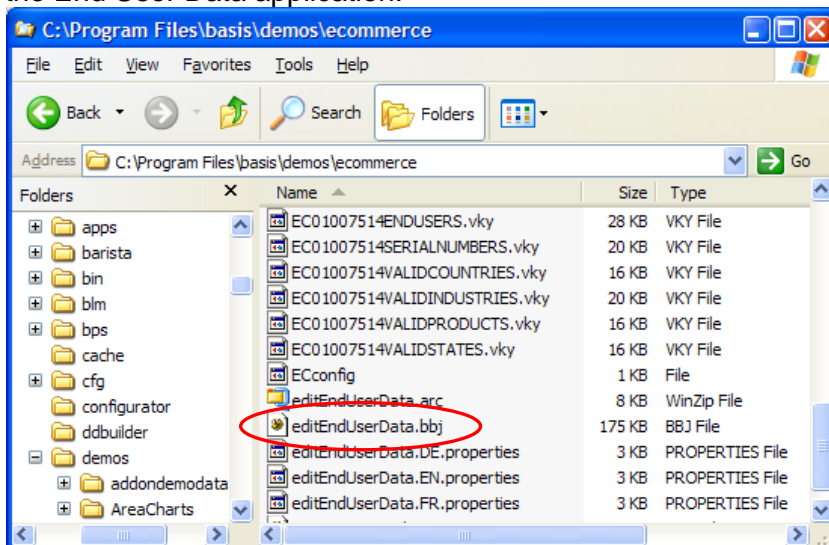 the End User Data application.
C:\Program Files\basis\demos\ecommerce
File Edit View Favorites Tools Help
Back Search Folders
Address C:\Program Files\basis\demos\ecommerce Go
Folders x Name Size Type
apps EC01007514ENDUSERS.vky 28 KB VKY File
barista EC01007514SERIALNUMBERS.vky 20 KB VKY File
bin EC01007514VALIDCOUNTRIES.vky 16 KB VKY File
blm EC01007514VALIDINDUSTRIES.vky 20 KB VKY File
bps EC01007514VALIDPRODUCTS.vky 16 KB VKY File
cache EC01007514VALIDSTATES.vky 16 KB VKY File
cfg ECconfig 1 KB File
configurator editEndUserData.arc 8 KB WinZip File
ddbuilder editEndUserData.bbj 175 KB BBJ File
demos editEndUserData.DE.properties 3 KB PROPERTIES File
addondemodata editEndUserData.EN.properties 3 KB PROPERTIES File
AreaCharts editEndUserData.FR.properties 3 KB PROPERTIES File